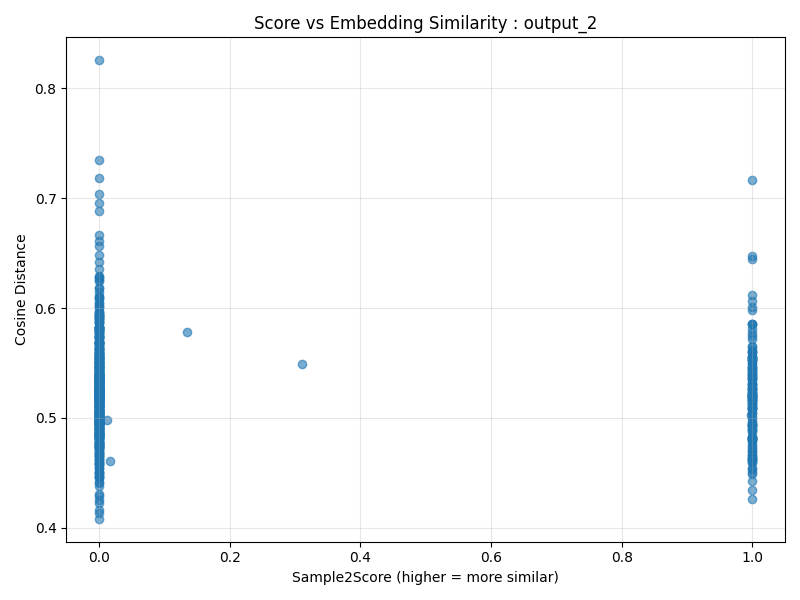 Score vs Embedding Similarity : output_2
Cosine Distance
0.8
0.7
0.6
0.5
0.4
0.0 0.2 0.4 0.6 0.8 1.0
Sample2Score (higher = more similar)